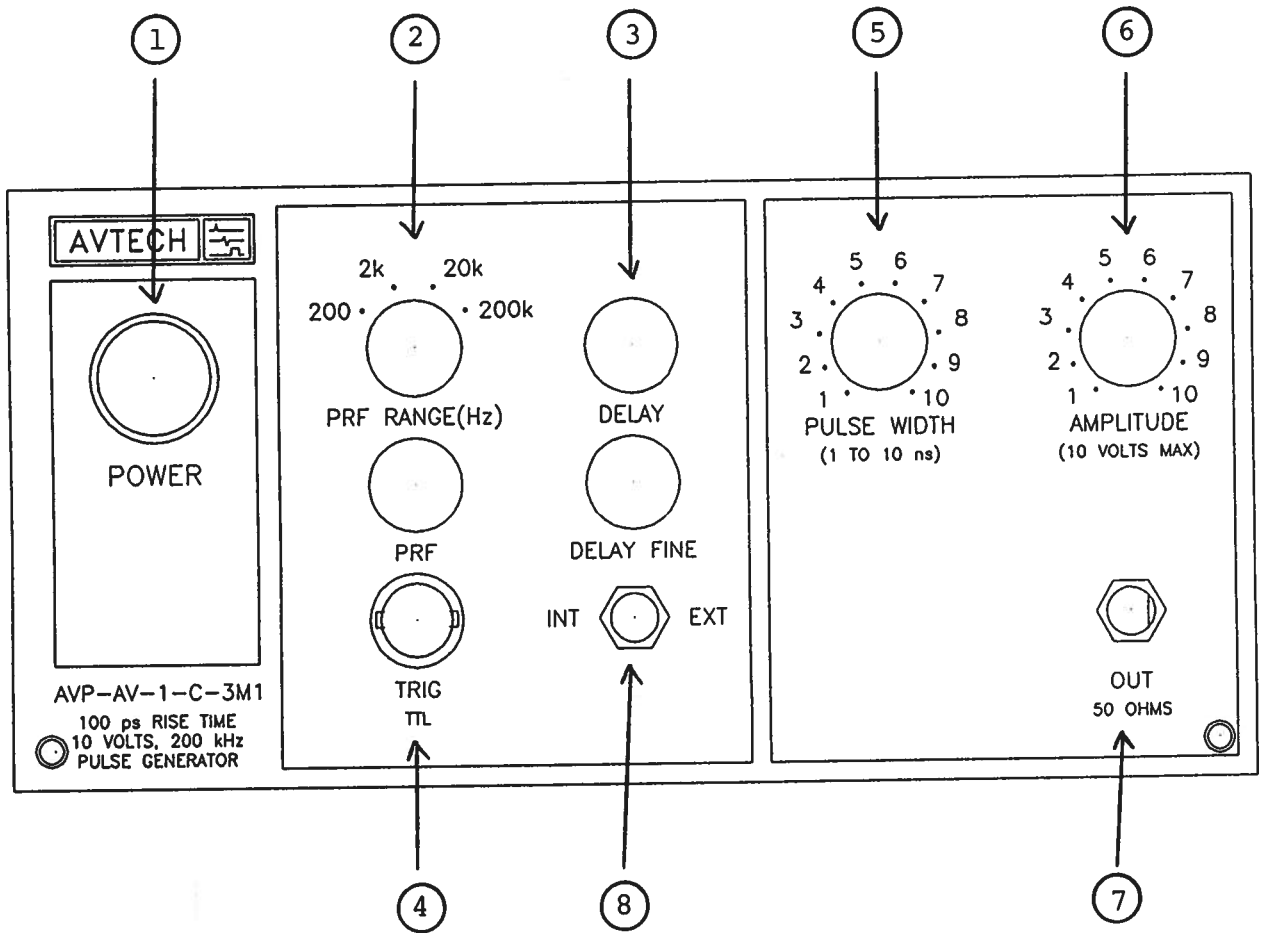 1 2 3 5 6
AVTECH
POWER
AVP-AV-1-C-3M1
100 ps RISE TIME
10 VOLTS, 200 kHz
PULSE GENERATOR
200 2k 20k 200k
PRF RANGE(Hz)
PRF
TRIG
TTL
DELAY
DELAY FINE
INT EXT
1 2 3 4 5 6 7 8 9 10
PULSE WIDTH
(1 TO 10 ns)
1 2 3 4 5 6 7 8 9 10
AMPLITUDE
(10 VOLTS MAX)
OUT
50 OHMS
4 8 7